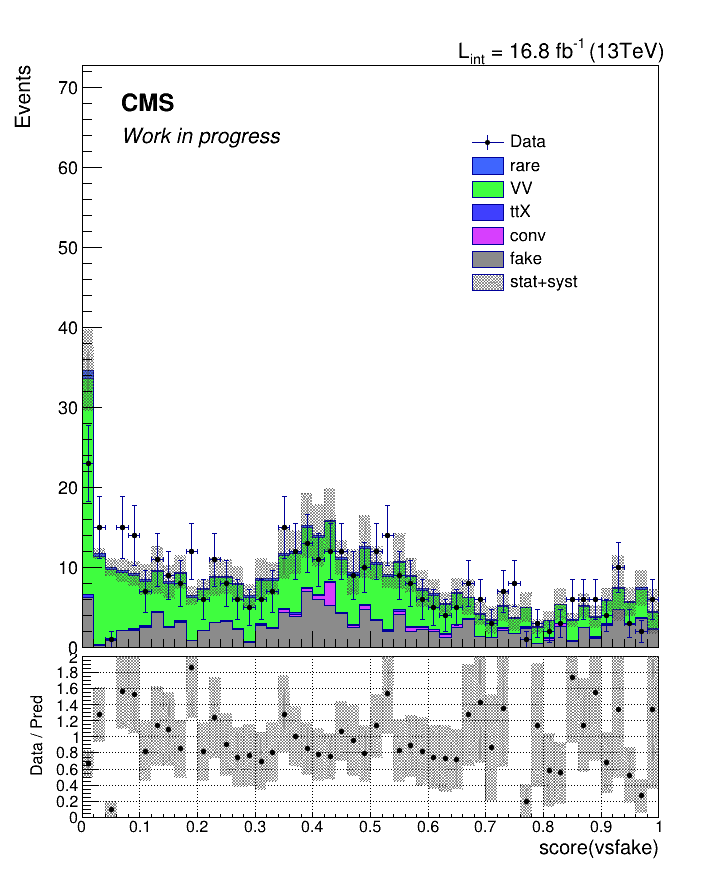 L_int = 16.8 fb^-1 (13TeV)
Events
70
60
50
40
30
20
10
0
CMS
Work in progress
Data
rare
VV
ttX
conv
fake
stat+syst
Data / Pred
2
1.8
1.6
1.4
1.2
1
0.8
0.6
0.4
0.2
0
0 0.1 0.2 0.3 0.4 0.5 0.6 0.7 0.8 0.9 1
score(vsfake)